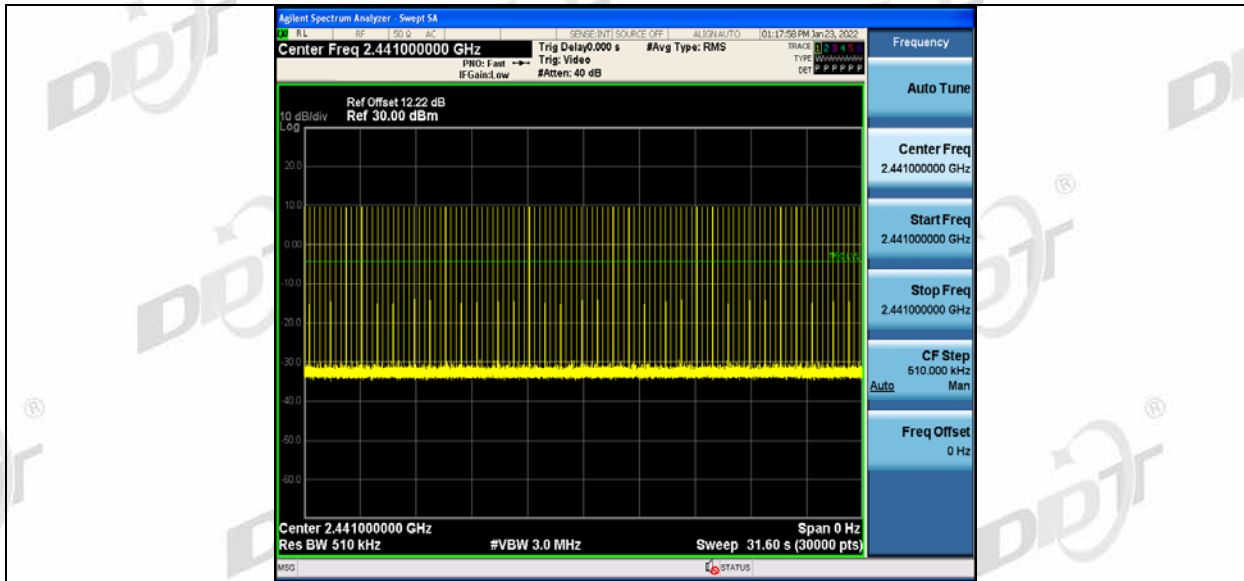 Agilent Spectrum Analyzer - Swept SA
RL RF 50 Ω AC SENSE:INT SOURCE OFF ALIGN AUTO 01:17:58 PM Jan 23, 2022
Center Freq 2.441000000 GHz
PNO: Fast
IFGain:Low
Trig Delay0.000 s
Trig: Video
#Atten: 40 dB
#Avg Type: RMS
TRACE 1 2 3 4 5 6
TYPE
DET P P P P P P
Ref Offset 12.22 dB
10 dB/div Ref 30.00 dBm
Log
20.0
10.0
0.00
-10.0
-20.0
-30.0
-40.0
-50.0
-60.0
Center 2.441000000 GHz Span 0 Hz
Res BW 510 kHz #VBW 3.0 MHz Sweep 31.60 s (30000 pts)
MSG STATUS
Frequency
Auto Tune
Center Freq
2.441000000 GHz
Start Freq
2.441000000 GHz
Stop Freq
2.441000000 GHz
CF Step
510.000 kHz
Auto Man
Freq Offset
0 Hz